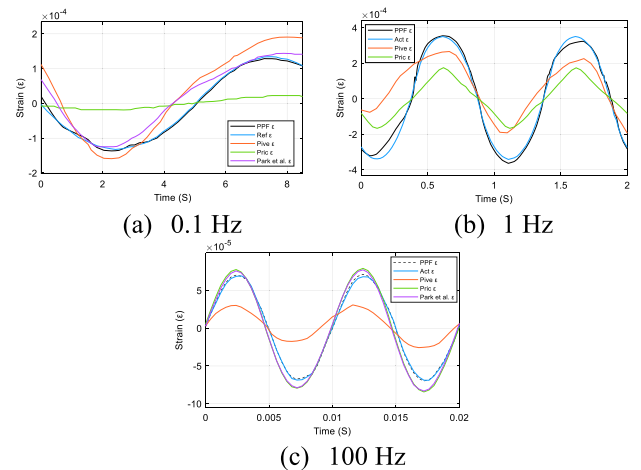 ×10-4
2
1
0
-1
-2
Strain (ε)
0 2 4 6 8
Time (S)
PPF ε
Ref ε
Pive ε
Pric ε
Park et al. ε
(a) 0.1 Hz
×10-4
4
2
0
-2
-4
Strain (ε)
0 0.5 1 1.5 2
Time (S)
PPF ε
Act ε
Pive ε
Pric ε
(b) 1 Hz
×10-5
5
0
-5
-10
Strain (ε)
0 0.005 0.01 0.015 0.02
Time (S)
PPF ε
Act ε
Pive ε
Pric ε
Park et al. ε
(c) 100 Hz